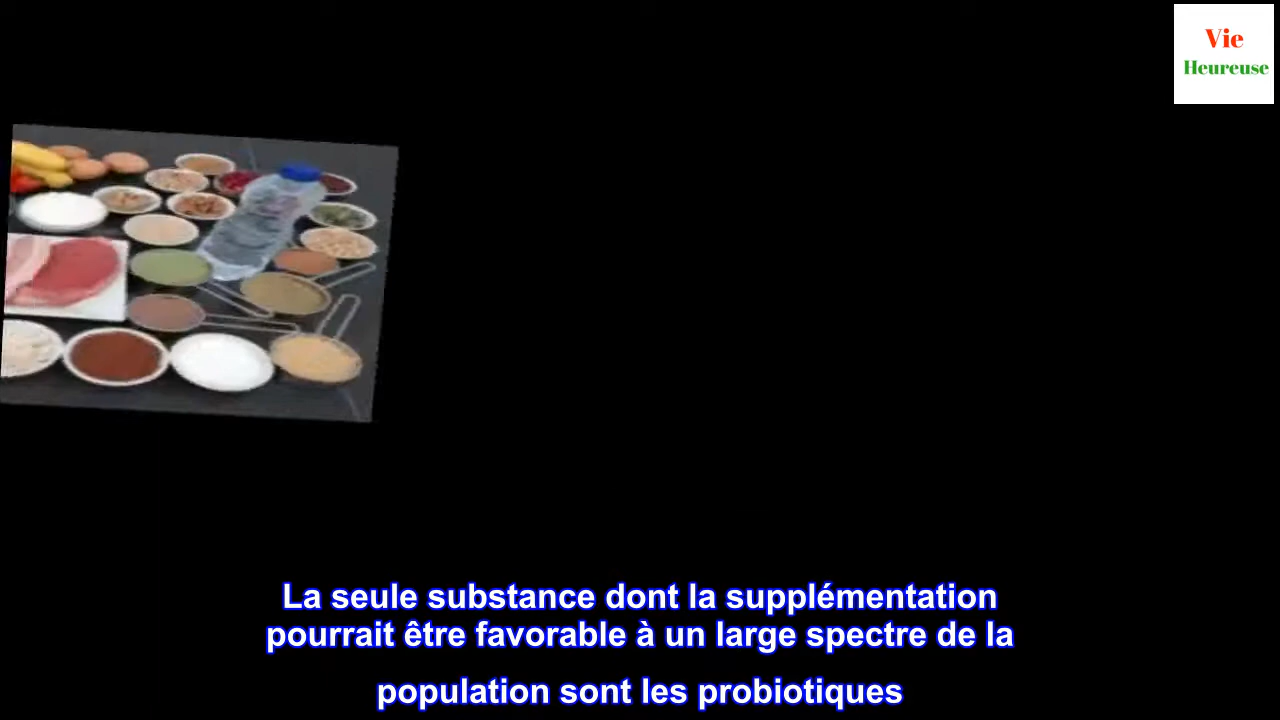 Vie
Heureuse
La seule substance dont la supplémentation
pourrait être favorable à un large spectre de la
population sont les probiotiques